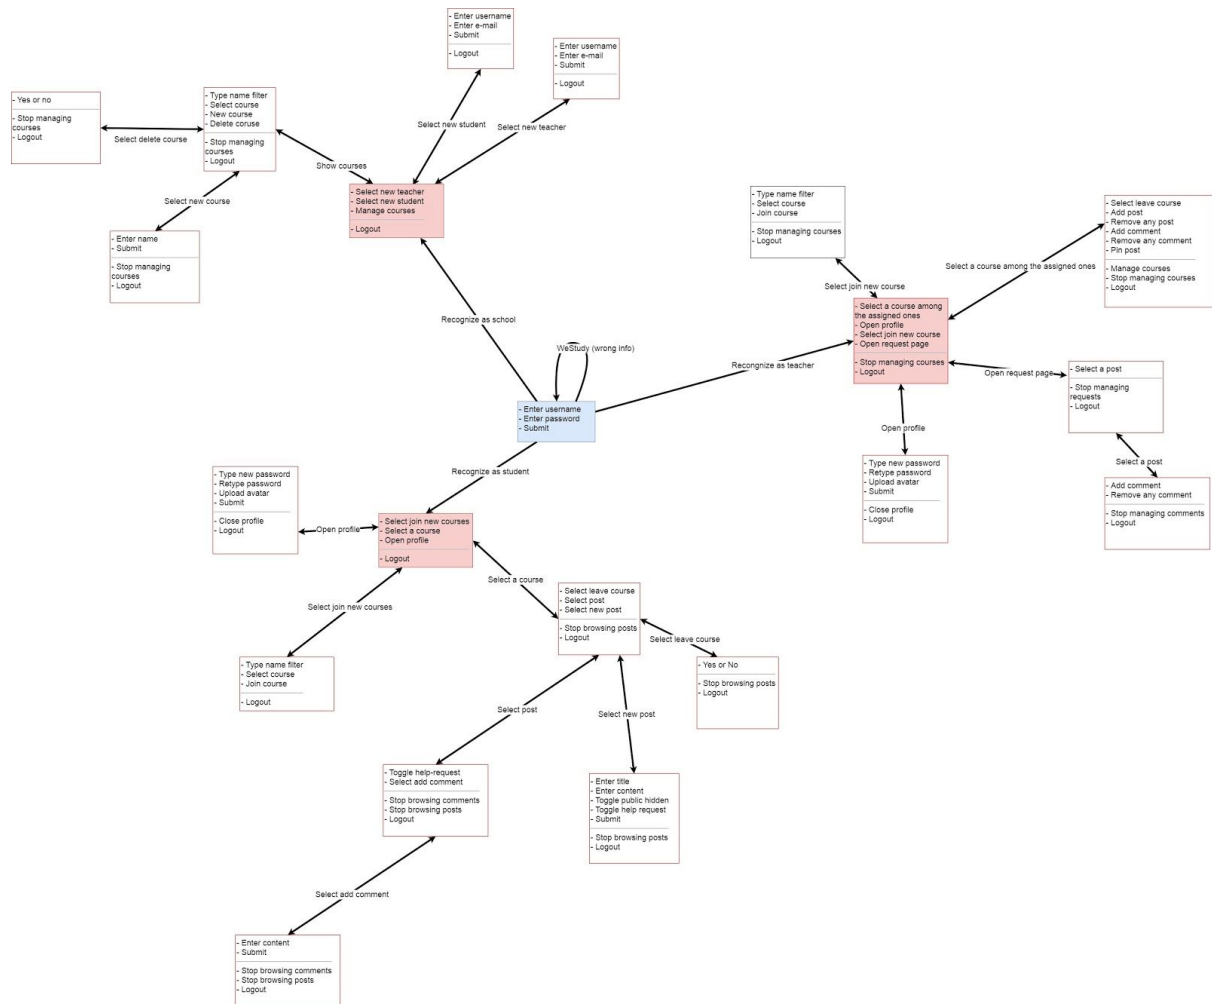 - Enter username
- Enter e-mail
- Submit
- Logout
- Enter username
- Enter e-mail
- Submit
- Logout
- Yes or no
- Stop managing
courses
- Logout
Select delete course
- Type name filter
- Select course
- New course
- Delete coruse
- Stop managing
courses
- Logout
Select new student
Select new teacher
Show courses
Select new course
- Enter name
- Submit
- Stop managing
courses
- Logout
- Select new teacher
- Select new student
- Manage courses
- Logout
Recognize as school
WeStudy (wrong info)
- Enter username
- Enter password
- Submit
Recongnize as teacher
- Type name filter
- Select course
- Join course
- Stop managing courses
- Logout
Select join new course
- Select leave course
- Add post
- Remove any post
- Add comment
- Remove any comment
- Pin post
- Manage courses
- Stop managing courses
- Logout
Select a course among the assigned ones
- Select a course among
the assigned ones
- Open profile
- Select join new course
- Open request page
- Stop managing courses
- Logout
Open request page
- Select a post
- Stop managing
requests
- Logout
Open profile
Select a post
- Type new password
- Retype password
- Upload avatar
- Submit
- Close profile
- Logout
- Add comment
- Remove any comment
- Stop managing comments
- Logout
Recognize as student
- Type new password
- Retype password
- Upload avatar
- Submit
- Close profile
- Logout
Open profile
- Select join new courses
- Select a course
- Open profile
- Logout
Select a course
Select join new courses
- Type name filter
- Select course
- Join course
- Logout
- Select leave course
- Select post
- Select new post
- Stop browsing posts
- Logout
Select leave course
- Yes or No
- Stop browsing posts
- Logout
Select post
Select new post
- Toggle help-request
- Select add comment
- Stop browsing comments
- Stop browsing posts
- Logout
- Enter title
- Enter content
- Toggle public hidden
- Toggle help request
- Submit
- Stop browsing posts
- Logout
Select add comment
- Enter content
- Submit
- Stop browsing comments
- Stop browsing posts
- Logout